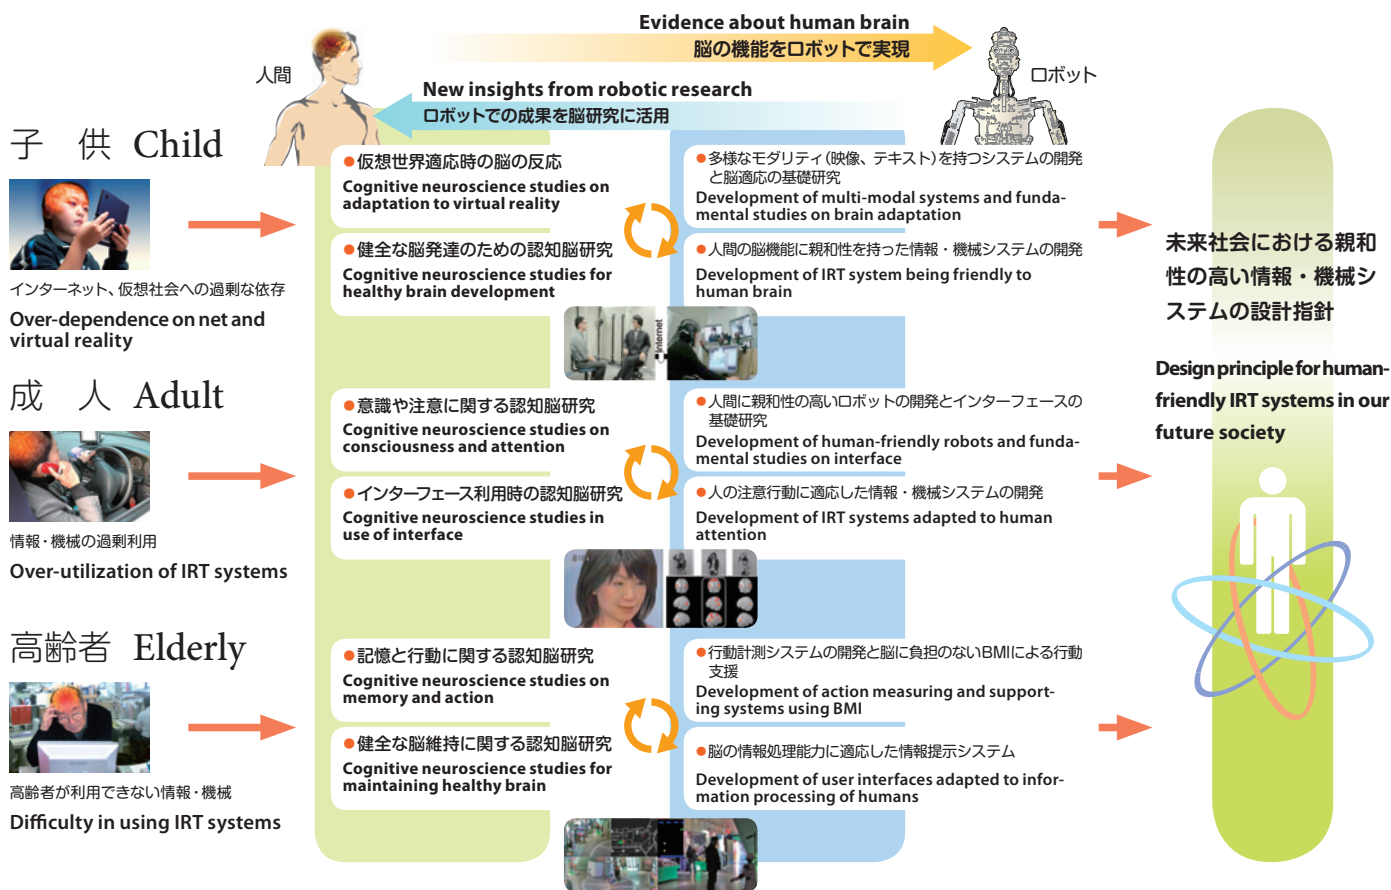 Evidence about human brain
脳の機能をロボットで実現
人間
ロボット
New insights from robotic research
ロボットでの成果を脳研究に活用
子 供 Child
インターネット、仮想社会への過剰な依存
Over-dependence on net and
virtual reality
●仮想世界適応時の脳の反応
Cognitive neuroscience studies on
adaptation to virtual reality
●健全な脳発達のための認知脳研究
Cognitive neuroscience studies for
healthy brain development
●多様なモダリティ（映像、テキスト）を持つシステムの開発
と脳適応の基礎研究
Development of multi-modal systems and funda-
mental studies on brain adaptation
●人間の脳機能に親和性を持った情報・機械システムの開発
Development of IRT system being friendly to
human brain
internet
成 人 Adult
情報・機械の過剰利用
Over-utilization of IRT systems
●意識や注意に関する認知脳研究
Cognitive neuroscience studies on
consciousness and attention
●インターフェース利用時の認知脳研究
Cognitive neuroscience studies in
use of interface
●人間に親和性の高いロボットの開発とインターフェースの
基礎研究
Development of human-friendly robots and funda-
mental studies on interface
●人の注意行動に適応した情報・機械システムの開発
Development of IRT systems adapted to human
attention
高齢者 Elderly
高齢者が利用できない情報・機械
Difficulty in using IRT systems
●記憶と行動に関する認知脳研究
Cognitive neuroscience studies on
memory and action
●健全な脳維持に関する認知脳研究
Cognitive neuroscience studies for
maintaining healthy brain
●行動計測システムの開発と脳に負担のないBMIによる行動
支援
Development of action measuring and support-
ing systems using BMI
●脳の情報処理能力に適応した情報提示システム
Development of user interfaces adapted to infor-
mation processing of humans
未来社会における親和
性の高い情報・機械シ
ステムの設計指針
Design principle for human-
friendly IRT systems in our
future society